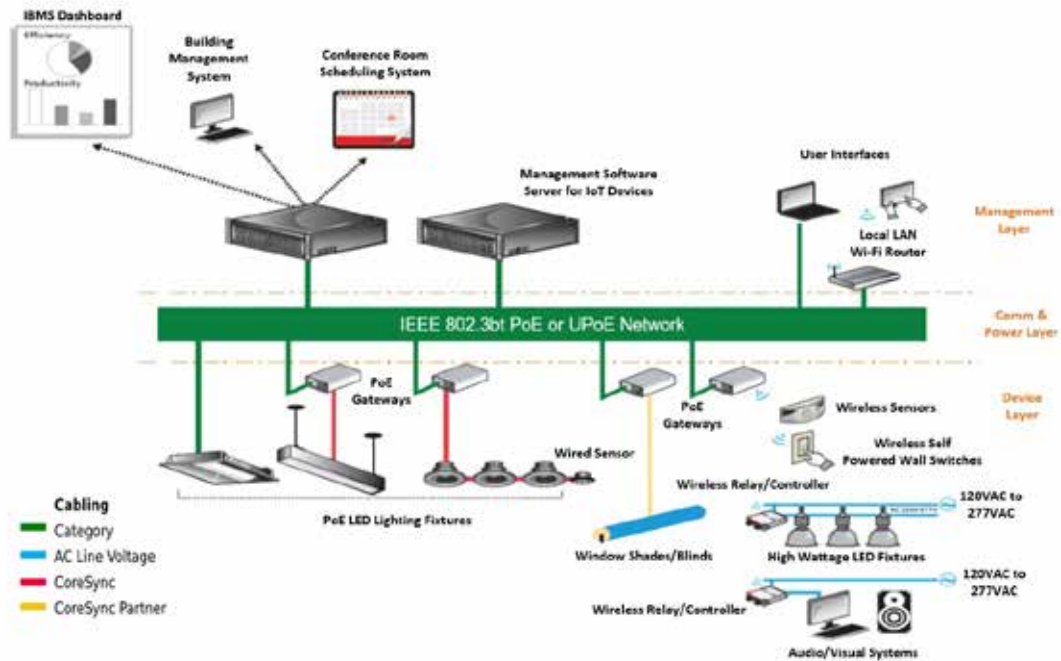 IBMS Dashboard
Efficiency
Productivity
Building
Management
System
Conference Room
Scheduling System
Management Software
Server for IoT Devices
User Interfaces
Local LAN
Wi-Fi Router
Management
Layer
IEEE 802.3bt PoE or UPoE Network
Comm &
Power Layer
PoE
Gateways
PoE
Gateways
Device
Layer
Wireless Sensors
Wireless Self
Powered Wall Switches
Wired Sensor
PoE LED Lighting Fixtures
Window Shades/Blinds
Wireless Relay/Controller
120VAC to
277VAC
High Wattage LED Fixtures
Wireless Relay/Controller
120VAC to
277VAC
Audio/Visual Systems
Cabling
Category
AC Line Voltage
CoreSync
CoreSync Partner